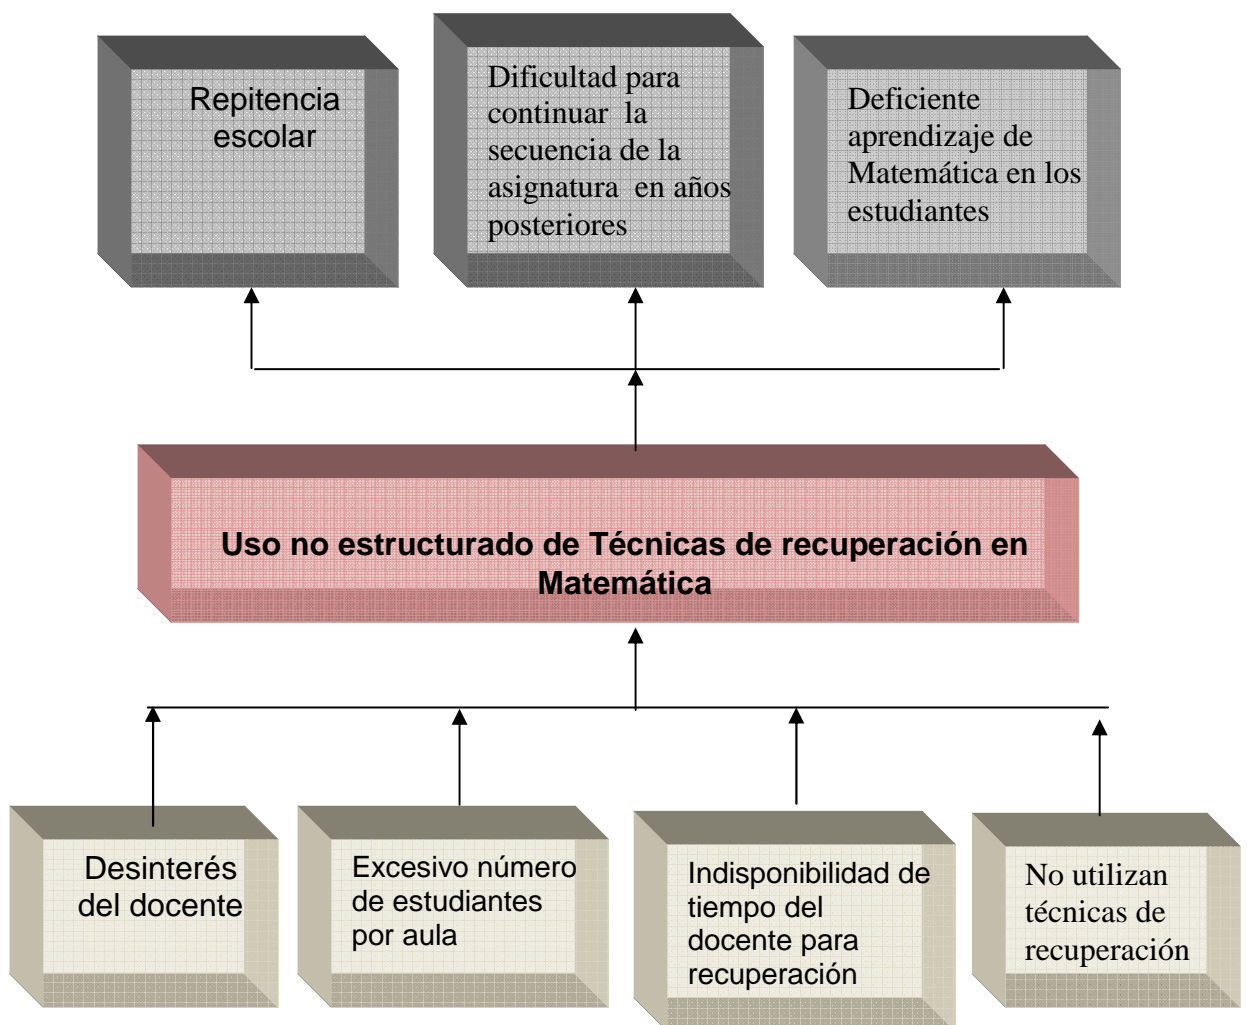 Repitencia
escolar
Dificultad para
continuar la
secuencia de la
asignatura en años
posteriores
Deficiente
aprendizaje de
Matemática en los
estudiantes
Uso no estructurado de Técnicas de recuperación en
Matemática
Desinterés
del docente
Excesivo número
de estudiantes
por aula
Indisponibilidad de
tiempo del
docente para
recuperación
No utilizan
técnicas de
recuperación